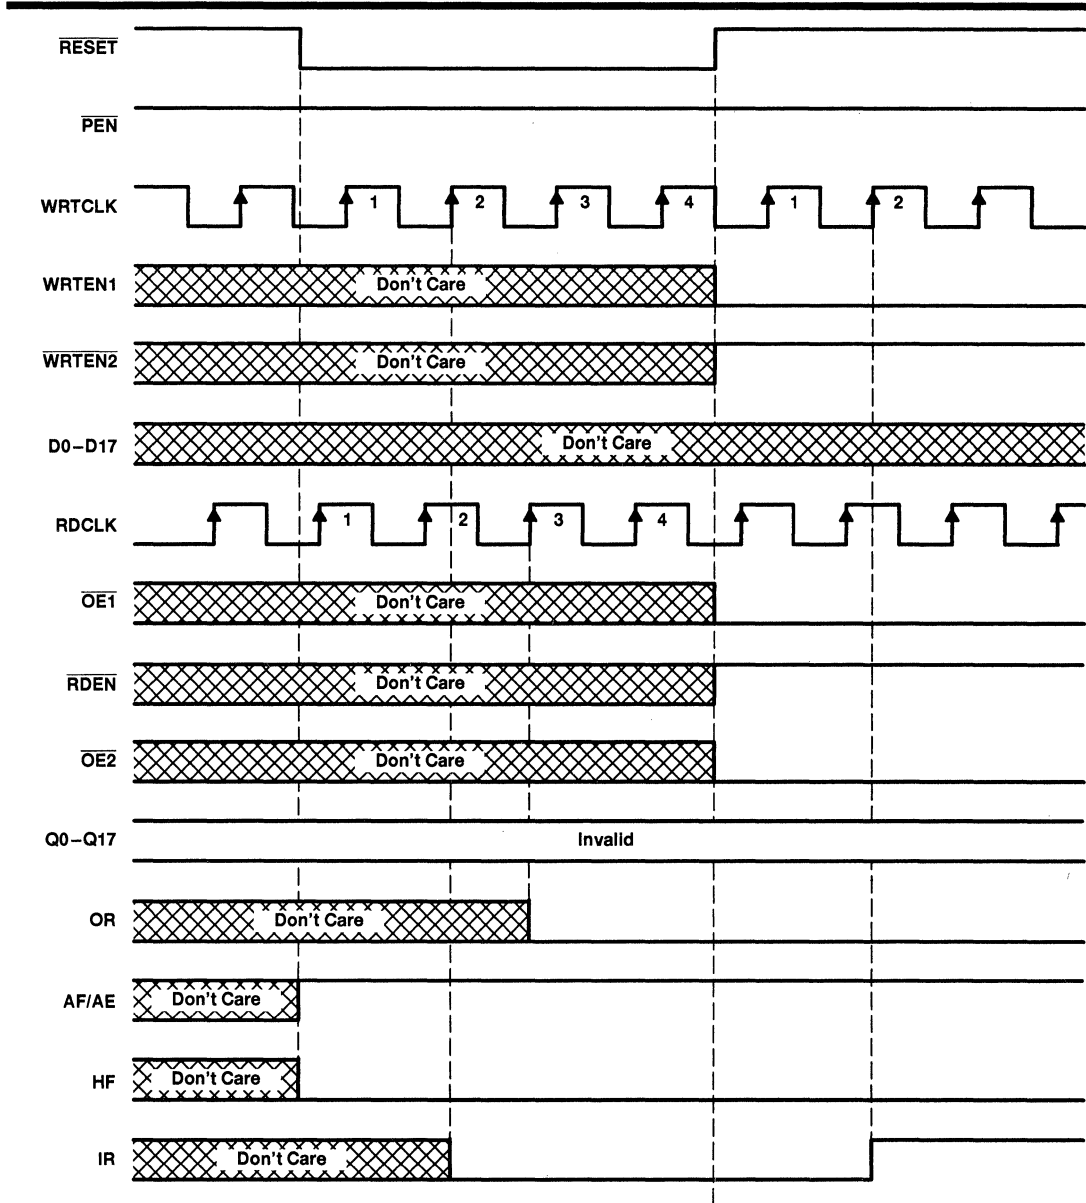 RESET
PEN
WRTCLK 1 2 3 4 1 2
WRTEN1 Don't Care
WRTEN2 Don't Care
D0–D17 Don't Care
RDCLK 1 2 3 4
OE1 Don't Care
RDEN Don't Care
OE2 Don't Care
Q0–Q17 Invalid
OR Don't Care
AF/AE Don't Care
HF Don't Care
IR Don't Care